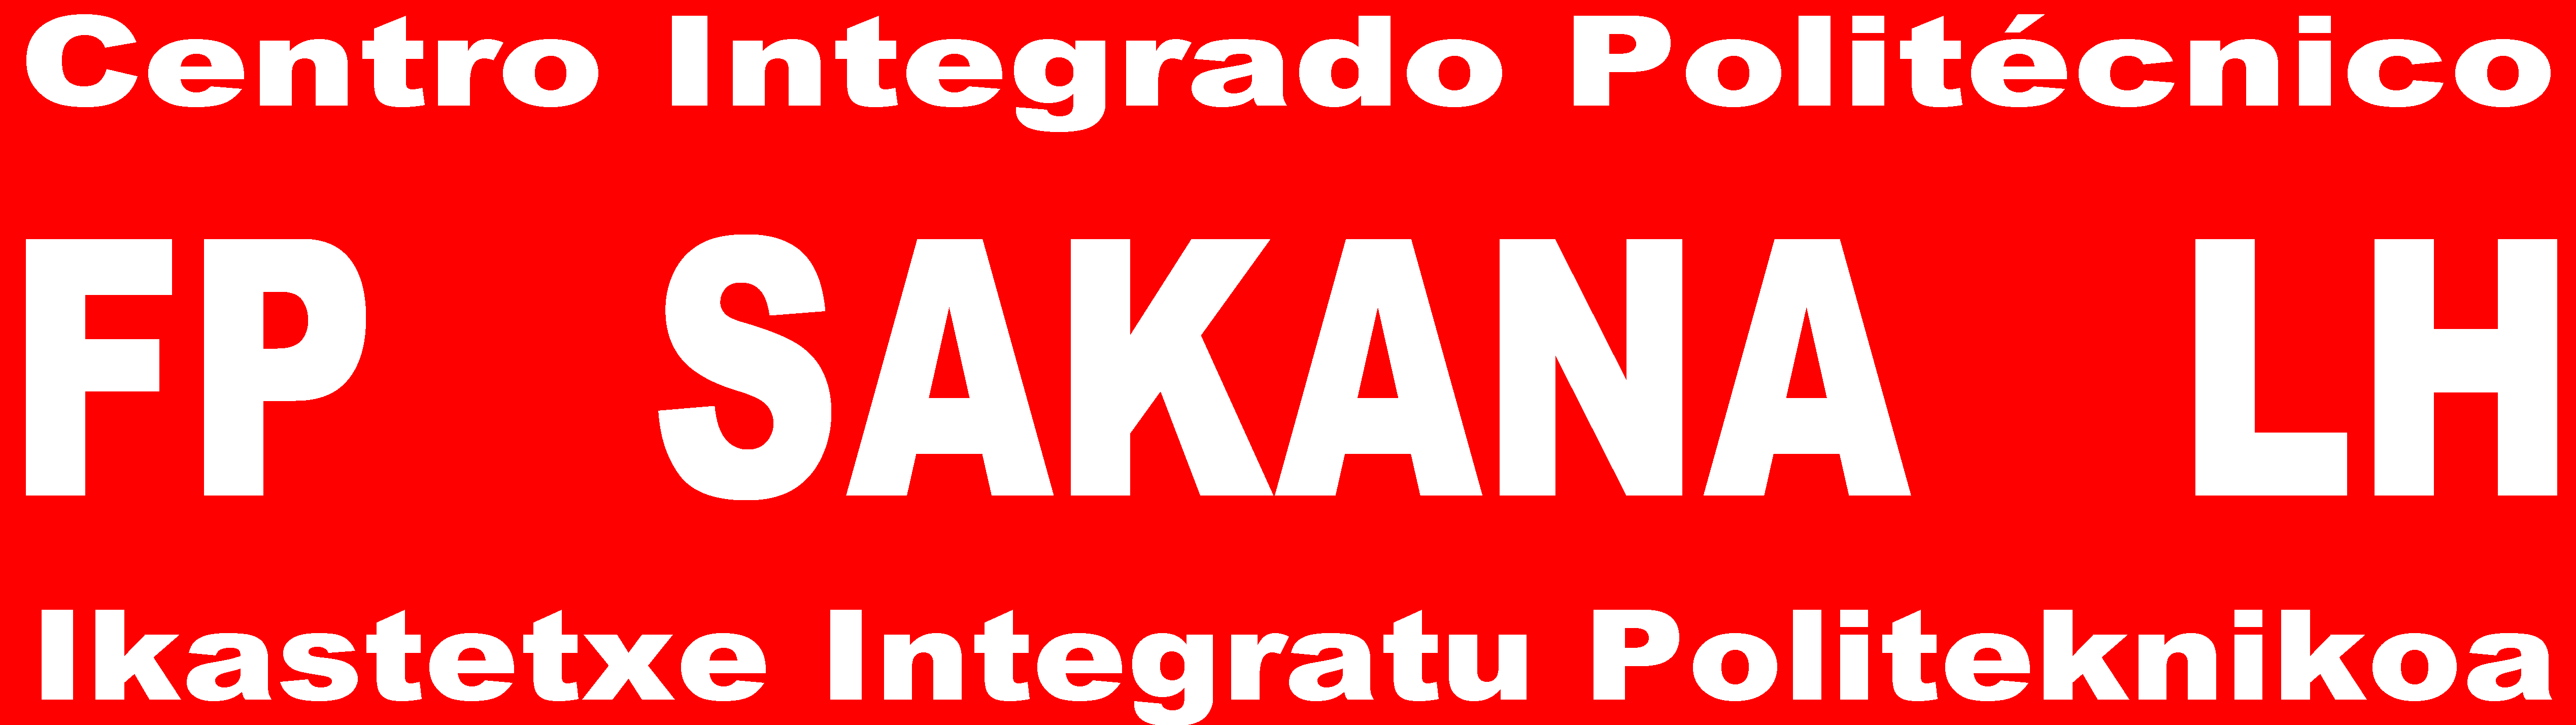 Centro Integrado Politécnico
FP SAKANA LH
Ikastetxe Integratu Politeknikoa